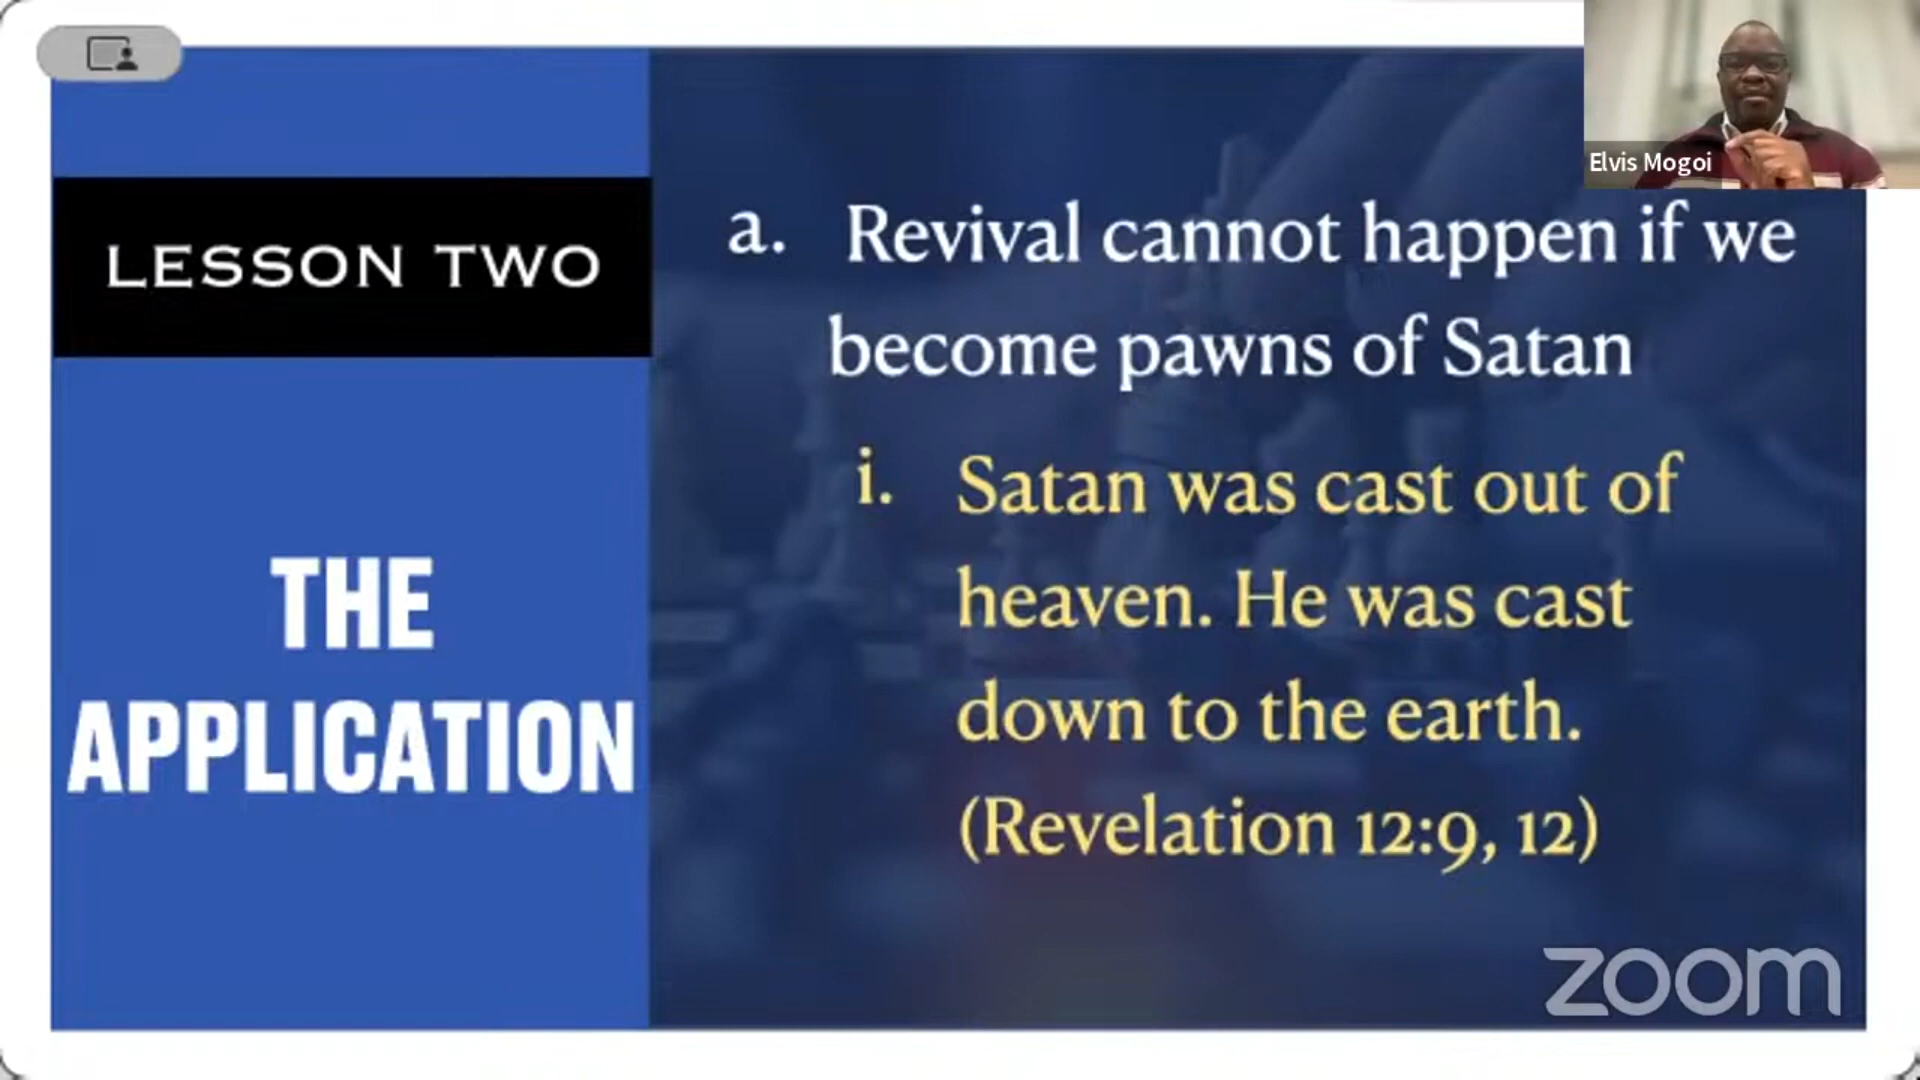 Elvis Mogoi
LESSON TWO
THE
APPLICATION
a. Revival cannot happen if we
become pawns of Satan
i. Satan was cast out of
heaven. He was cast
down to the earth.
(Revelation 12:9, 12)
zoom